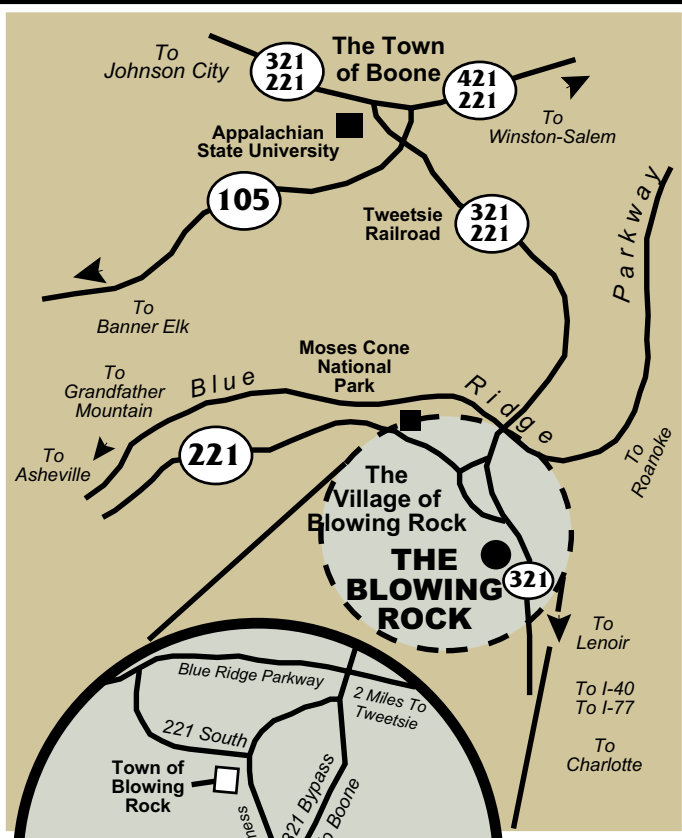 To
Johnson City
321
221
The Town
of Boone
421
221
To
Winston-Salem
Appalachian
State University
105
Tweetsie
Railroad
321
221
Parkway
To
Banner Elk
Moses Cone
National
Park
To
Grandfather
Mountain
Blue
Ridge
To
Asheville
221
To
Roanoke
The
Village of
Blowing Rock
THE
BLOWING
ROCK
321
To
Lenoir
To I-40
To I-77
To
Charlotte
Blue Ridge Parkway
2 Miles To
Tweetsie
221 South
Town of
Blowing
Rock
321 Bypass